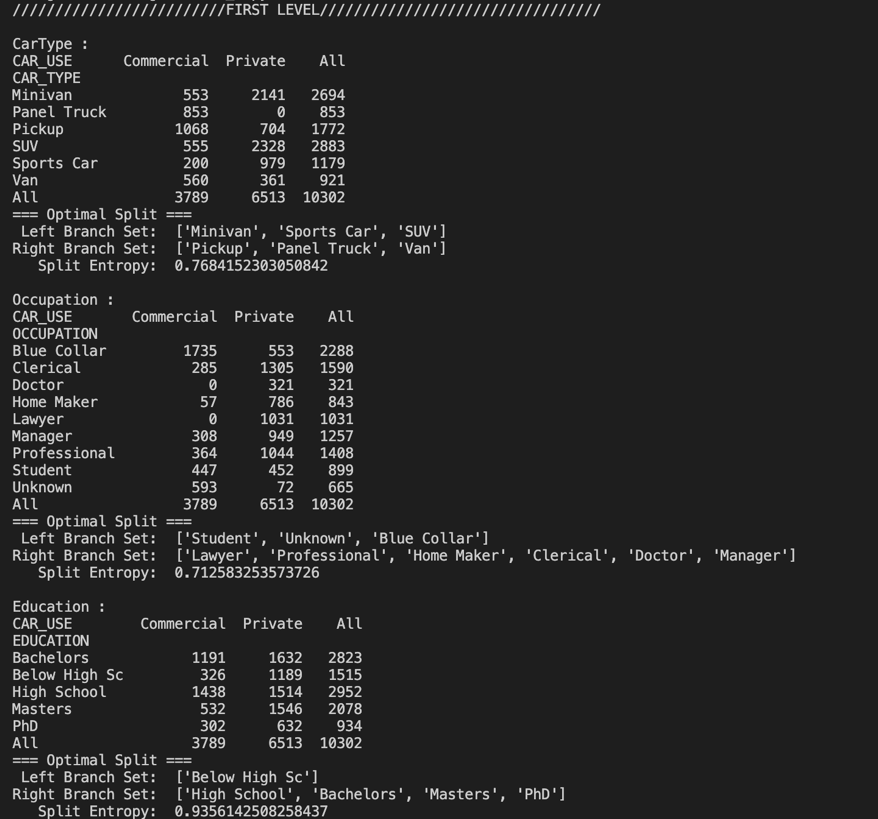 /////////////////////////FIRST LEVEL/////////////////////////////////
CarType :
CAR_USE      Commercial  Private    All
CAR_TYPE
Minivan             553     2141   2694
Panel Truck         853        0    853
Pickup             1068      704   1772
SUV                 555     2328   2883
Sports Car          200      979   1179
Van                 560      361    921
All                3789     6513  10302
=== Optimal Split ===
 Left Branch Set:  ['Minivan', 'Sports Car', 'SUV']
Right Branch Set:  ['Pickup', 'Panel Truck', 'Van']
   Split Entropy:  0.7684152303050842
Occupation :
CAR_USE       Commercial  Private    All
OCCUPATION
Blue Collar         1735      553   2288
Clerical             285     1305   1590
Doctor                 0      321    321
Home Maker            57      786    843
Lawyer                 0     1031   1031
Manager              308      949   1257
Professional         364     1044   1408
Student              447      452    899
Unknown              593       72    665
All                 3789     6513  10302
=== Optimal Split ===
 Left Branch Set:  ['Student', 'Unknown', 'Blue Collar']
Right Branch Set:  ['Lawyer', 'Professional', 'Home Maker', 'Clerical', 'Doctor', 'Manager']
   Split Entropy:  0.712583253573726
Education :
CAR_USE        Commercial  Private    All
EDUCATION
Bachelors            1191     1632   2823
Below High Sc         326     1189   1515
High School          1438     1514   2952
Masters               532     1546   2078
PhD                   302      632    934
All                  3789     6513  10302
=== Optimal Split ===
 Left Branch Set:  ['Below High Sc']
Right Branch Set:  ['High School', 'Bachelors', 'Masters', 'PhD']
   Split Entropy:  0.9356142508258437